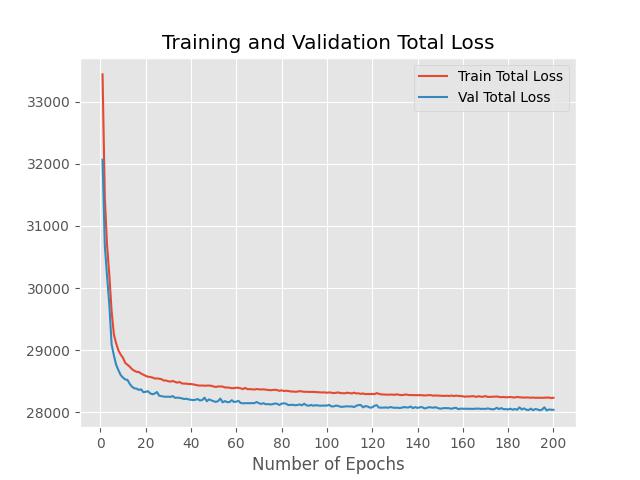 Training and Validation Total Loss
Train Total Loss
Val Total Loss
33000
32000
31000
30000
29000
28000
0 20 40 60 80 100 120 140 160 180 200
Number of Epochs